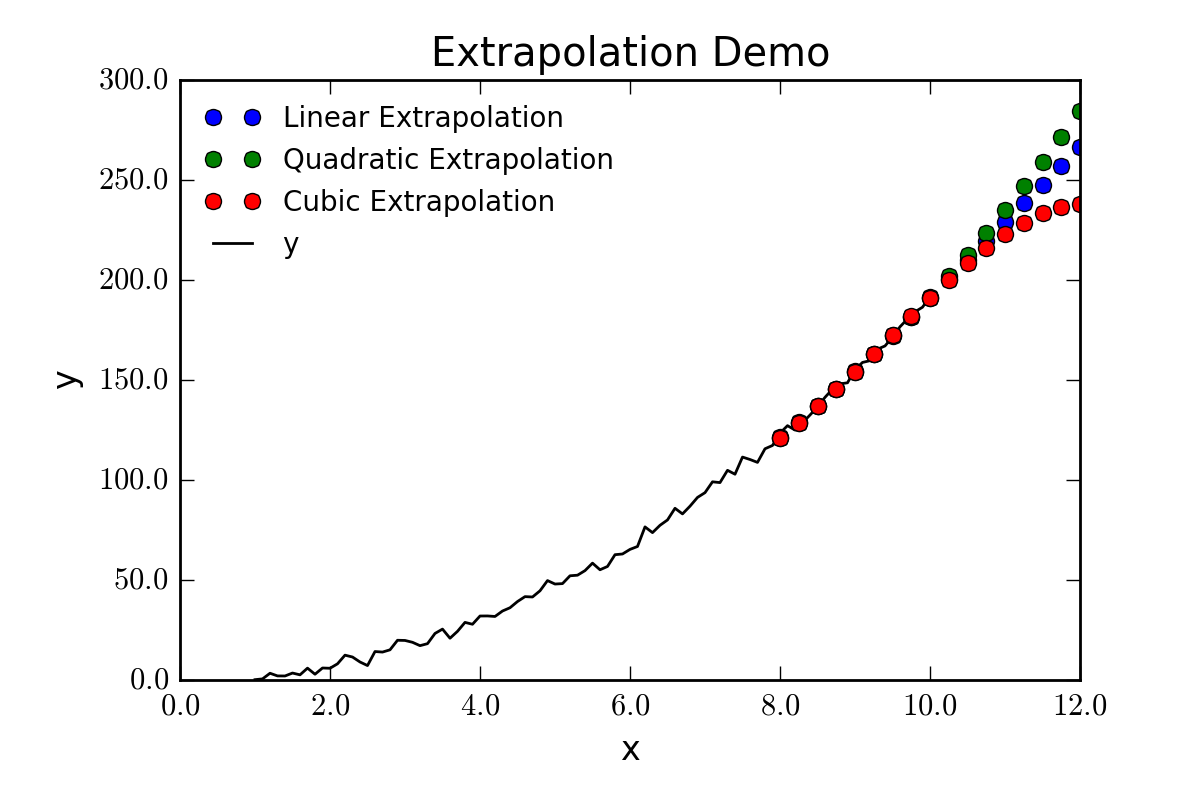 Extrapolation Demo
300.0
Linear Extrapolation
Quadratic Extrapolation
250.0
Cubic Extrapolation
y
200.0
y
150.0
100.0
50.0
0.0
0.0 2.0 4.0 6.0 8.0 10.0 12.0
x